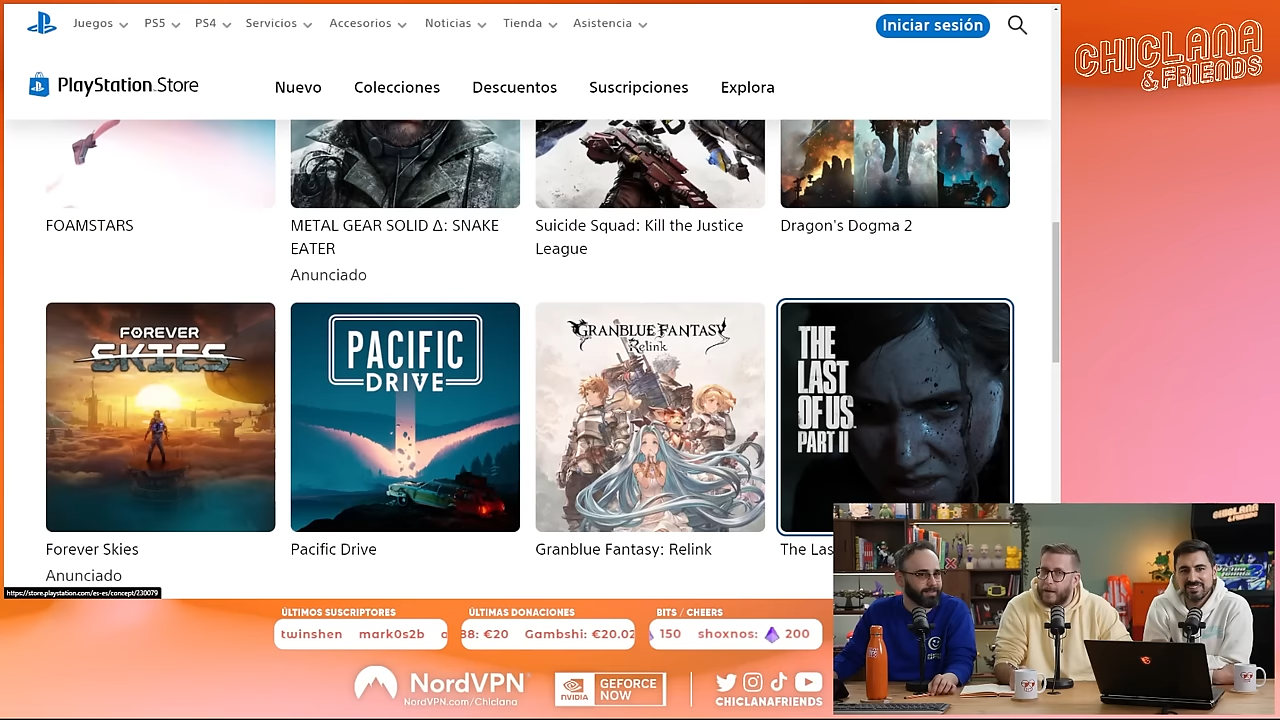 Juegos
PS5
PS4
Servicios
Accesorios
Noticias
Tienda
Asistencia
Iniciar sesión
CHICLANA
& FRIENDS
PlayStation Store
Nuevo
Colecciones
Descuentos
Suscripciones
Explora
FOAMSTARS
METAL GEAR SOLID Δ: SNAKE
EATER
Anunciado
Suicide Squad: Kill the Justice
League
Dragon's Dogma 2
FOREVER
SKIES
PACIFIC
DRIVE
GRANBLUE FANTASY
Relink
THE
LAST
OF US
PART II
Forever Skies
Anunciado
Pacific Drive
Granblue Fantasy: Relink
The Las
https://store.playstation.com/es-es/concept/230079
ÚLTIMOS SUSCRIPTORES
twinshen mark0s2b
ÚLTIMAS DONACIONES
38: €20 Gambshi: €20.02
BITS / CHEERS
150 shoxnos: 200
NordVPN
NordVPN.com/Chiclana
NVIDIA
GEFORCE
NOW
CHICLANAFRIENDS